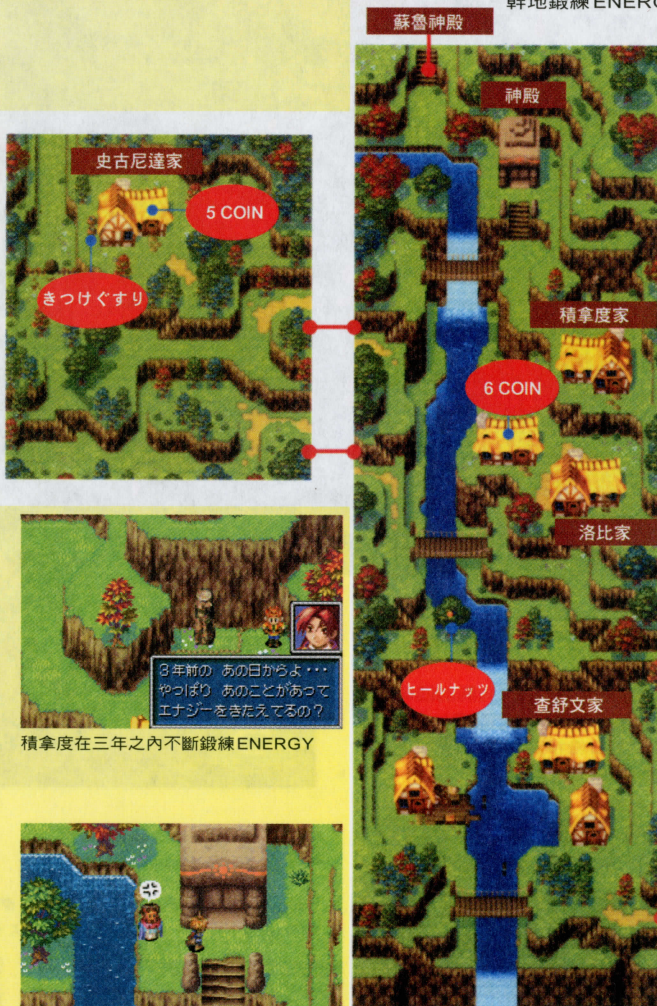 幹地鍛練ENERG
蘇魯神殿
神殿
史古尼達家
5 COIN
きつけぐすり
積拿度家
6 COIN
洛比家
3年前の あの日からよ・・・
やっぱり あのことがあって
エナジーをきたえてるの？
ヒールナッツ
查舒文家
積拿度在三年之內不斷鍛練ENERGY